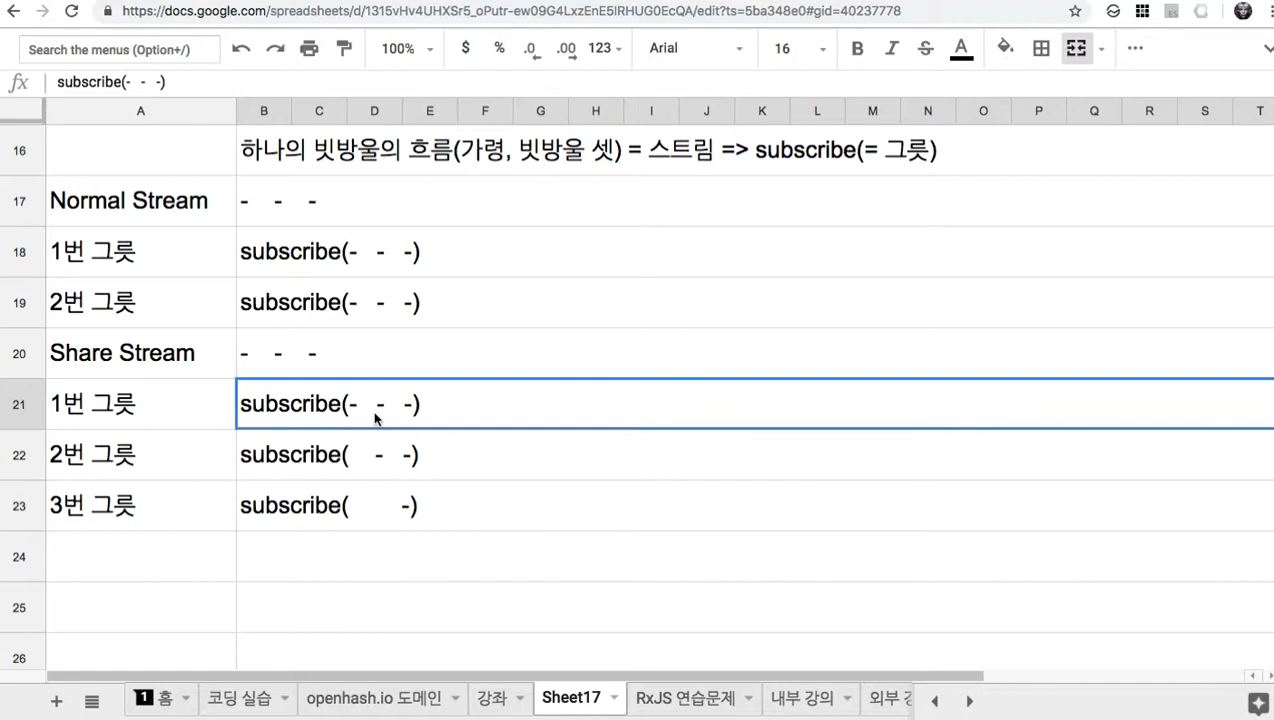 https://docs.google.com/spreadsheets/d/1315vHv4UHXSr5_oPutr-ew09G4LxzEnE5lRHUG0EcQA/edit?ts=5ba348e0#gid=40237778
Search the menus (Option+/) 100% $ % .0 .00 123 Arial 16 B I S A
fx subscribe(- - -)
A B C D E F G H I J K L M N O P Q R S T
16 하나의 빗방울의 흐름(가령, 빗방울 셋) = 스트림 => subscribe(= 그릇)
17 Normal Stream - - -
18 1번 그릇 subscribe(- - -)
19 2번 그릇 subscribe(- - -)
20 Share Stream - - -
21 1번 그릇 subscribe(- - -)
22 2번 그릇 subscribe( - -)
23 3번 그릇 subscribe( -)
24
25
26
1 홈 코딩 실습 openhash.io 도메인 강좌 Sheet17 RxJS 연습문제 내부 강의 외부